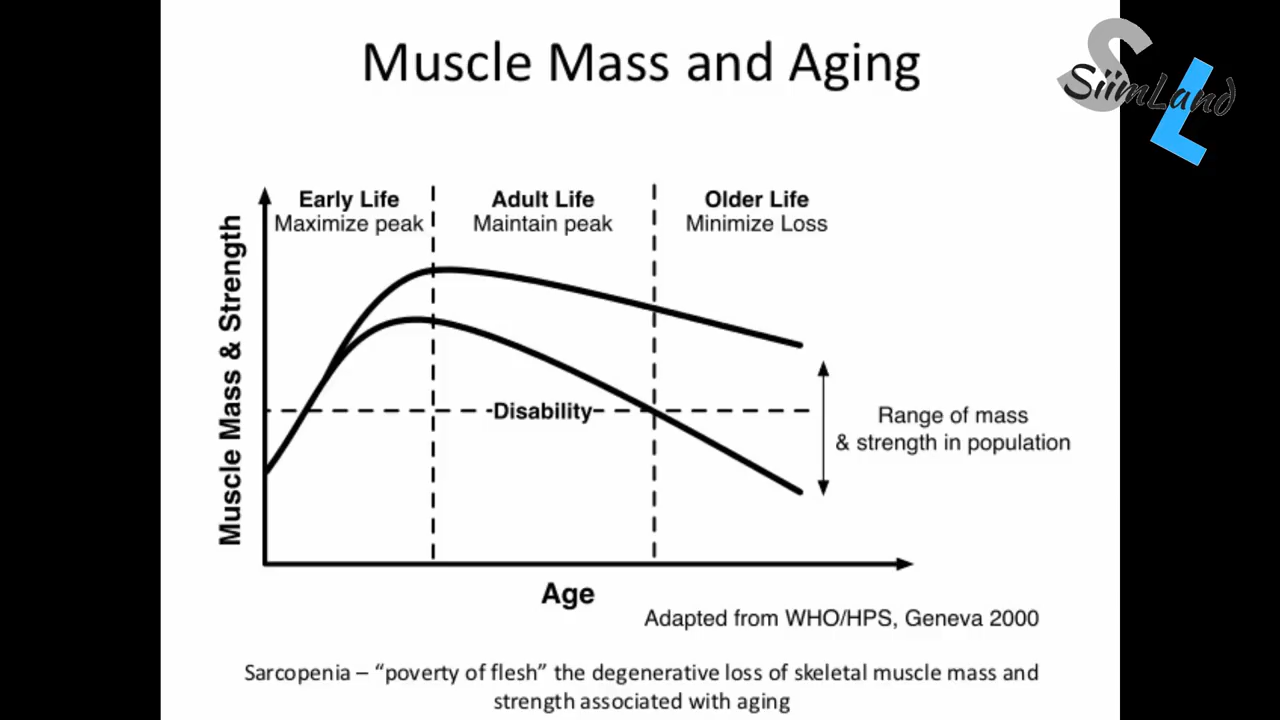 Muscle Mass and Aging
SiimLand
Early Life
Maximize peak
Adult Life
Maintain peak
Older Life
Minimize Loss
Muscle Mass & Strength
Disability
Range of mass
& strength in population
Age
Adapted from WHO/HPS, Geneva 2000
Sarcopenia – “poverty of flesh” the degenerative loss of skeletal muscle mass and
strength associated with aging